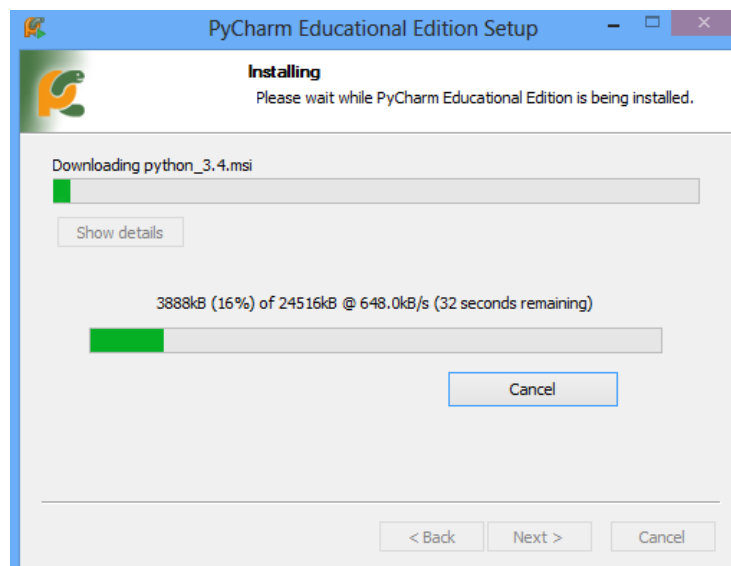 PyCharm Educational Edition Setup
Installing
Please wait while PyCharm Educational Edition is being installed.
Downloading python_3.4.msi
Show details
3888kB (16%) of 24516kB @ 648.0kB/s (32 seconds remaining)
Cancel
< Back Next > Cancel